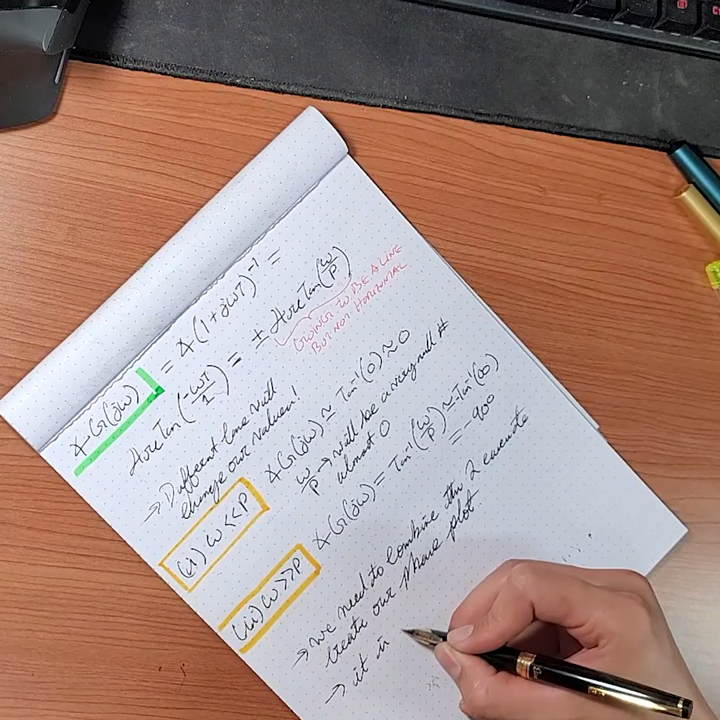 ∡G(jω) = ∡(1+jωT)⁻¹ =
ArcTan(-ωT/1) = ± ArcTan(ω/P)
GOING TO BE A LINE
BUT NOT HORIZONTAL
→ Different line will
change our values!
(i) ω << P ∡G(jω) ≃ Tan⁻¹(0) ~ 0
ω/P → will be a very small #
almost 0
(ii) ω >> P ∡G(jω) = Tan⁻¹(ω/P) ≃ -Tan⁻¹(∞)
= -90°
→ we need to combine the 2
create our phase plot
→ it is